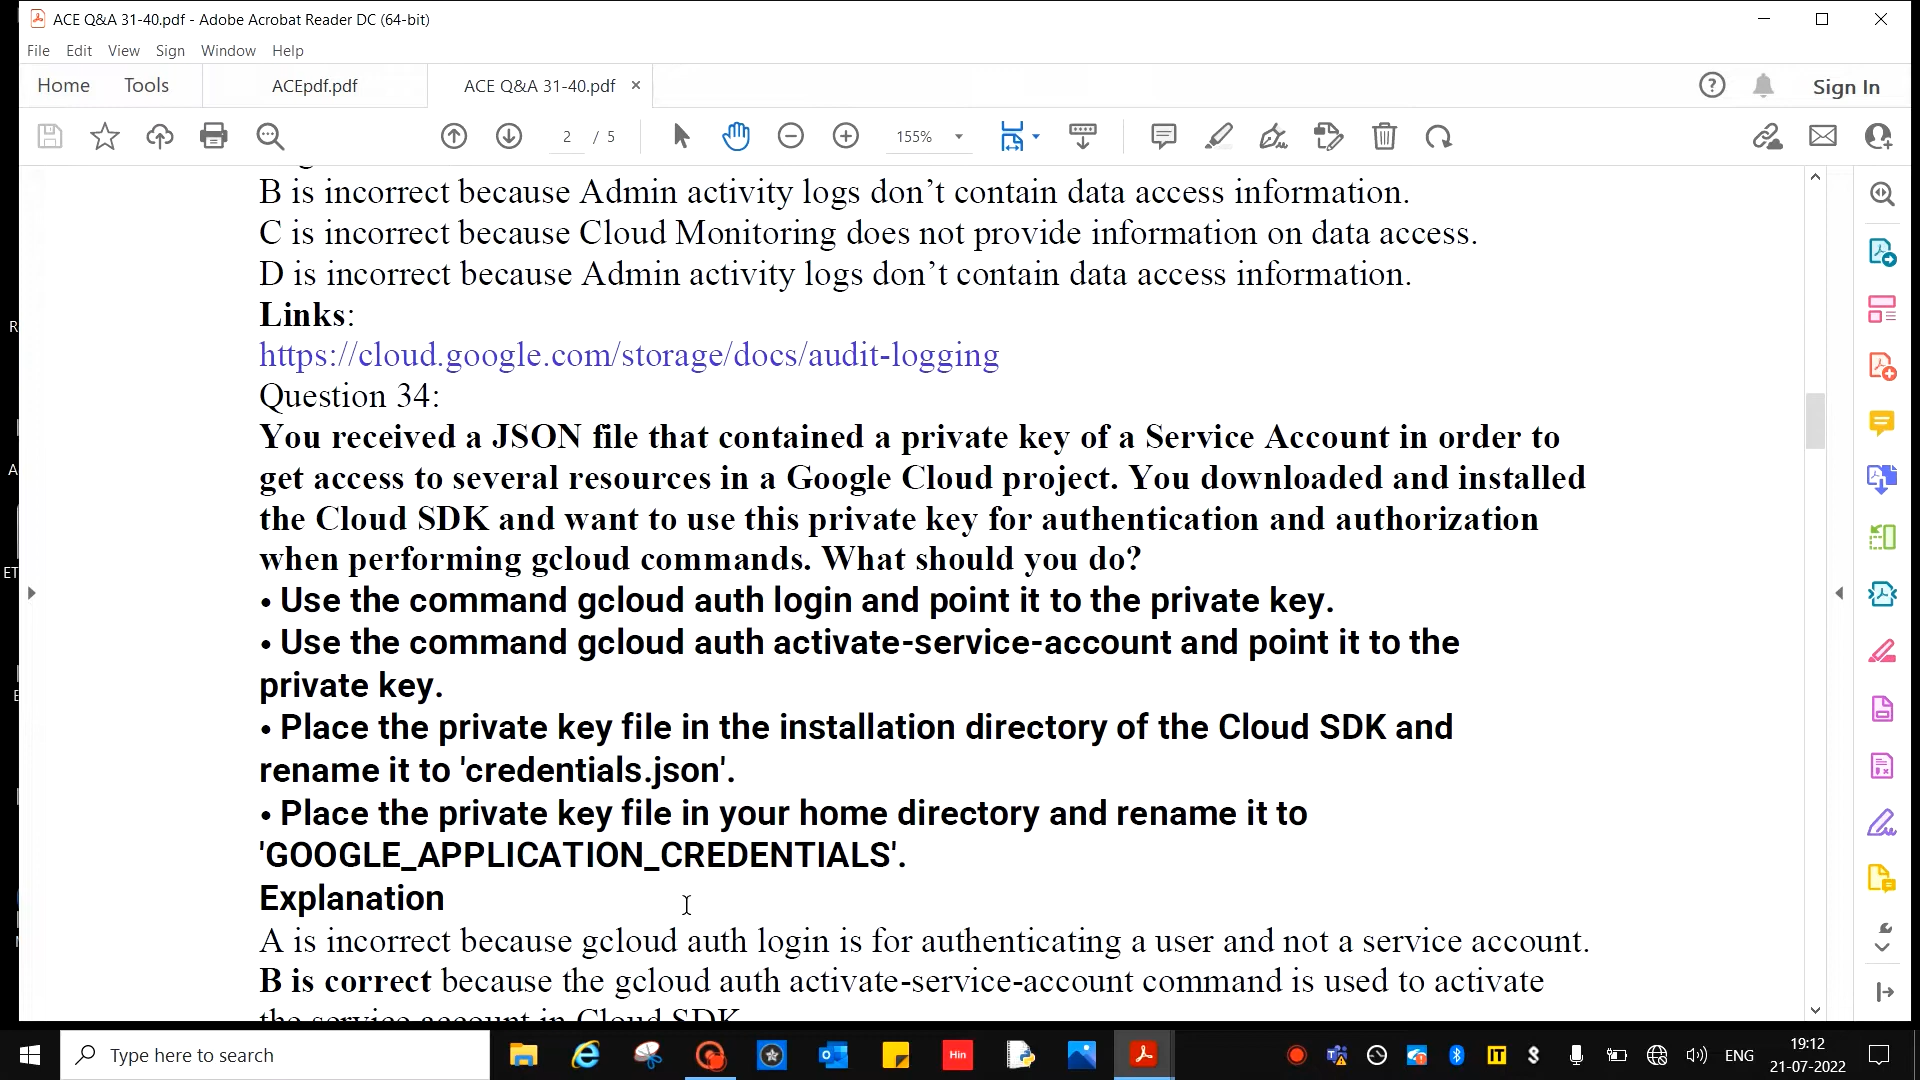 ACE Q&A 31-40.pdf - Adobe Acrobat Reader DC (64-bit)
File Edit View Sign Window Help
Home Tools ACEpdf.pdf ACE Q&A 31-40.pdf × Sign In
2 / 5 155%
B is incorrect because Admin activity logs don’t contain data access information.
C is incorrect because Cloud Monitoring does not provide information on data access.
D is incorrect because Admin activity logs don’t contain data access information.
Links:
https://cloud.google.com/storage/docs/audit-logging
Question 34:
You received a JSON file that contained a private key of a Service Account in order to
get access to several resources in a Google Cloud project. You downloaded and installed
the Cloud SDK and want to use this private key for authentication and authorization
when performing gcloud commands. What should you do?
• Use the command gcloud auth login and point it to the private key.
• Use the command gcloud auth activate-service-account and point it to the
private key.
• Place the private key file in the installation directory of the Cloud SDK and
rename it to 'credentials.json'.
• Place the private key file in your home directory and rename it to
'GOOGLE_APPLICATION_CREDENTIALS'.
Explanation
A is incorrect because gcloud auth login is for authenticating a user and not a service account.
B is correct because the gcloud auth activate-service-account command is used to activate
the service account in Cloud SDK
Type here to search Hin ENG 19:12
21-07-2022